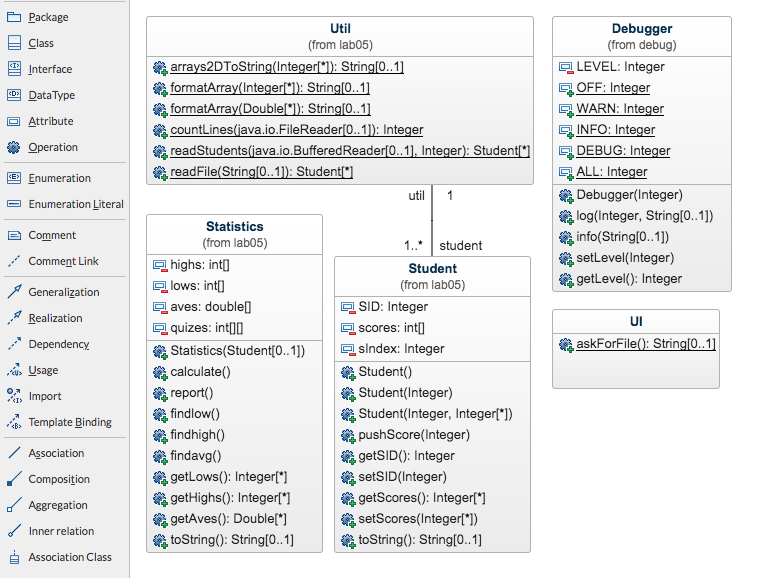 Package
Class
Interface
DataType
Attribute
Operation
Enumeration
Enumeration Literal
Comment
Comment Link
Generalization
Realization
Dependency
Usage
Import
Template Binding
Association
Composition
Aggregation
Inner relation
Association Class
Util
(from lab05)
arrays2DToString(Integer[*]): String[0..1]
formatArray(Integer[*]): String[0..1]
formatArray(Double[*]): String[0..1]
countLines(java.io.FileReader[0..1]): Integer
readStudents(java.io.BufferedReader[0..1], Integer): Student[*]
readFile(String[0..1]): Student[*]
util 1
1..* student
Statistics
(from lab05)
highs: int[]
lows: int[]
aves: double[]
quizes: int[][]
Statistics(Student[0..1])
calculate()
report()
findlow()
findhigh()
findavg()
getLows(): Integer[*]
getHighs(): Integer[*]
getAves(): Double[*]
toString(): String[0..1]
Student
(from lab05)
SID: Integer
scores: int[]
sIndex: Integer
Student()
Student(Integer)
Student(Integer, Integer[*])
pushScore(Integer)
getSID(): Integer
setSID(Integer)
getScores(): Integer[*]
setScores(Integer[*])
toString(): String[0..1]
Debugger
(from debug)
LEVEL: Integer
OFF: Integer
WARN: Integer
INFO: Integer
DEBUG: Integer
ALL: Integer
Debugger(Integer)
log(Integer, String[0..1])
info(String[0..1])
setLevel(Integer)
getLevel(): Integer
UI
askForFile(): String[0..1]